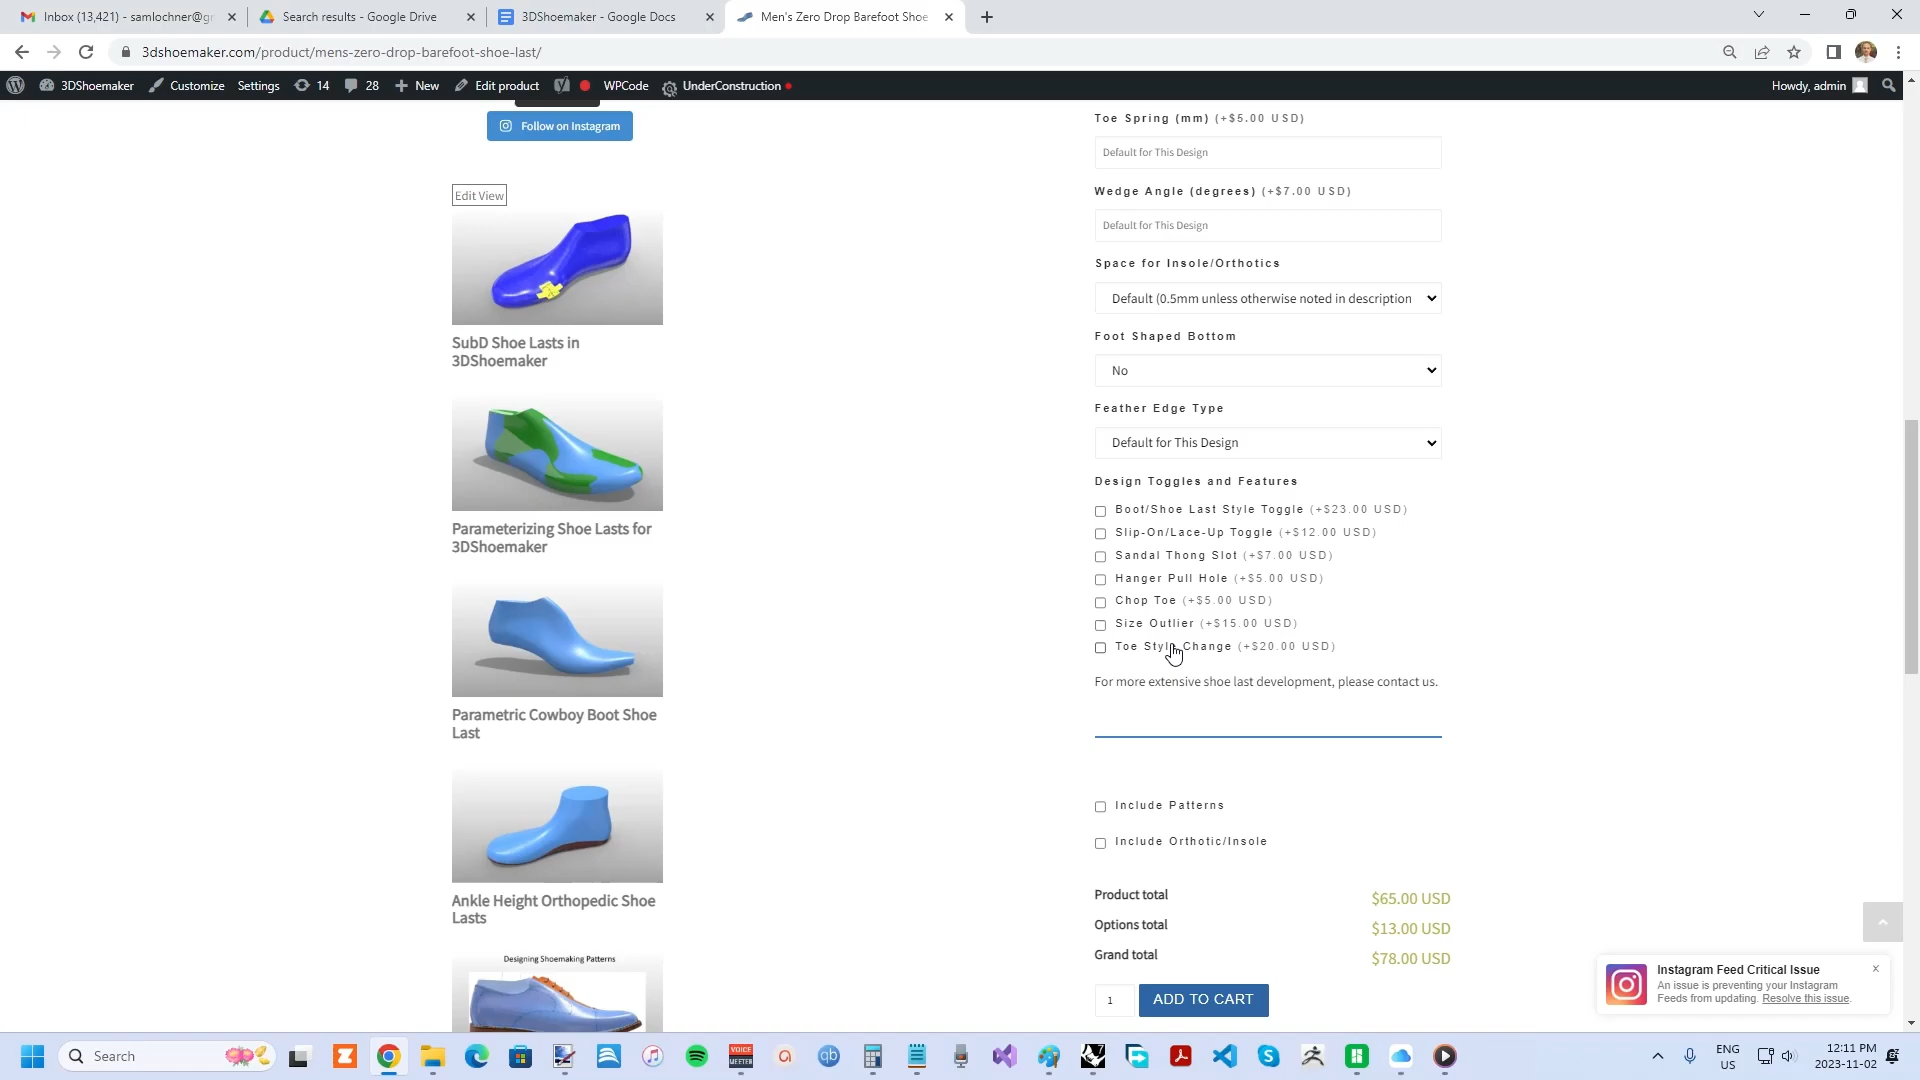 Inbox (13,421) - samlochner@gr
Search results - Google Drive
3DShoemaker - Google Docs
Men's Zero Drop Barefoot Shoe
3dshoemaker.com/product/mens-zero-drop-barefoot-shoe-last/
3DShoemaker
Customize
Settings
14
28
New
Edit product
WPCode
UnderConstruction
Howdy, admin
Follow on Instagram
Edit View
SubD Shoe Lasts in
3DShoemaker
Parameterizing Shoe Lasts for
3DShoemaker
Parametric Cowboy Boot Shoe
Last
Ankle Height Orthopedic Shoe
Lasts
Designing Shoemaking Patterns
Toe Spring (mm) (+$5.00 USD)
Default for This Design
Wedge Angle (degrees) (+$7.00 USD)
Default for This Design
Space for Insole/Orthotics
Default (0.5mm unless otherwise noted in description
Foot Shaped Bottom
No
Feather Edge Type
Default for This Design
Design Toggles and Features
Boot/Shoe Last Style Toggle (+$23.00 USD)
Slip-On/Lace-Up Toggle (+$12.00 USD)
Sandal Thong Slot (+$7.00 USD)
Hanger Pull Hole (+$5.00 USD)
Chop Toe (+$5.00 USD)
Size Outlier (+$15.00 USD)
Toe Style Change (+$20.00 USD)
For more extensive shoe last development, please contact us.
Include Patterns
Include Orthotic/Insole
Product total $65.00 USD
Options total $13.00 USD
Grand total $78.00 USD
1 ADD TO CART
Instagram Feed Critical Issue
An issue is preventing your Instagram
Feeds from updating. Resolve this issue.
Search
VOICE
MEETER
qb
ENG
US
12:11 PM
2023-11-02